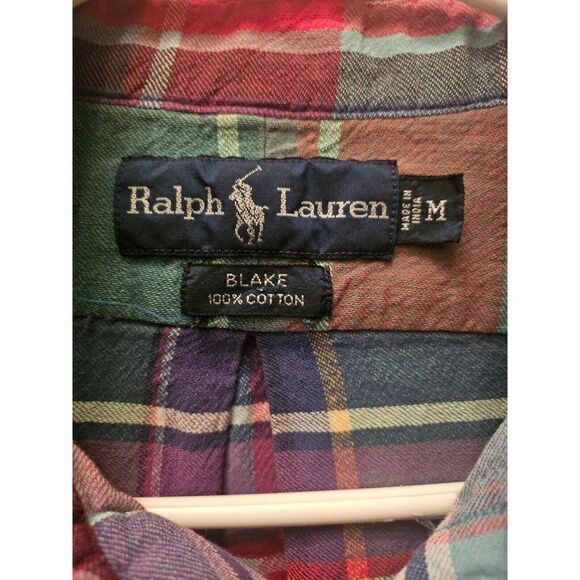 Ralph Lauren
MADE IN
INDIA
M
BLAKE
100% COTTON